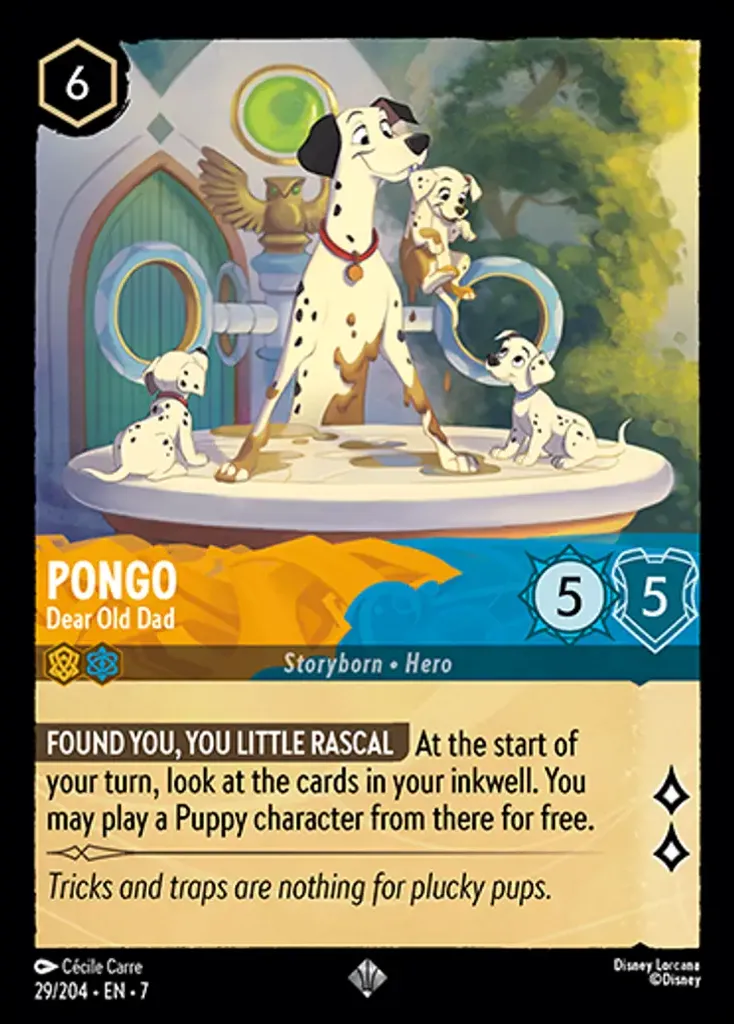 6
PONGO
Dear Old Dad
5
5
Storyborn • Hero
FOUND YOU, YOU LITTLE RASCAL At the start of
your turn, look at the cards in your inkwell. You
may play a Puppy character from there for free.
Tricks and traps are nothing for plucky pups.
Cécile Carre
29/204 • EN • 7
Disney Lorcana
©Disney